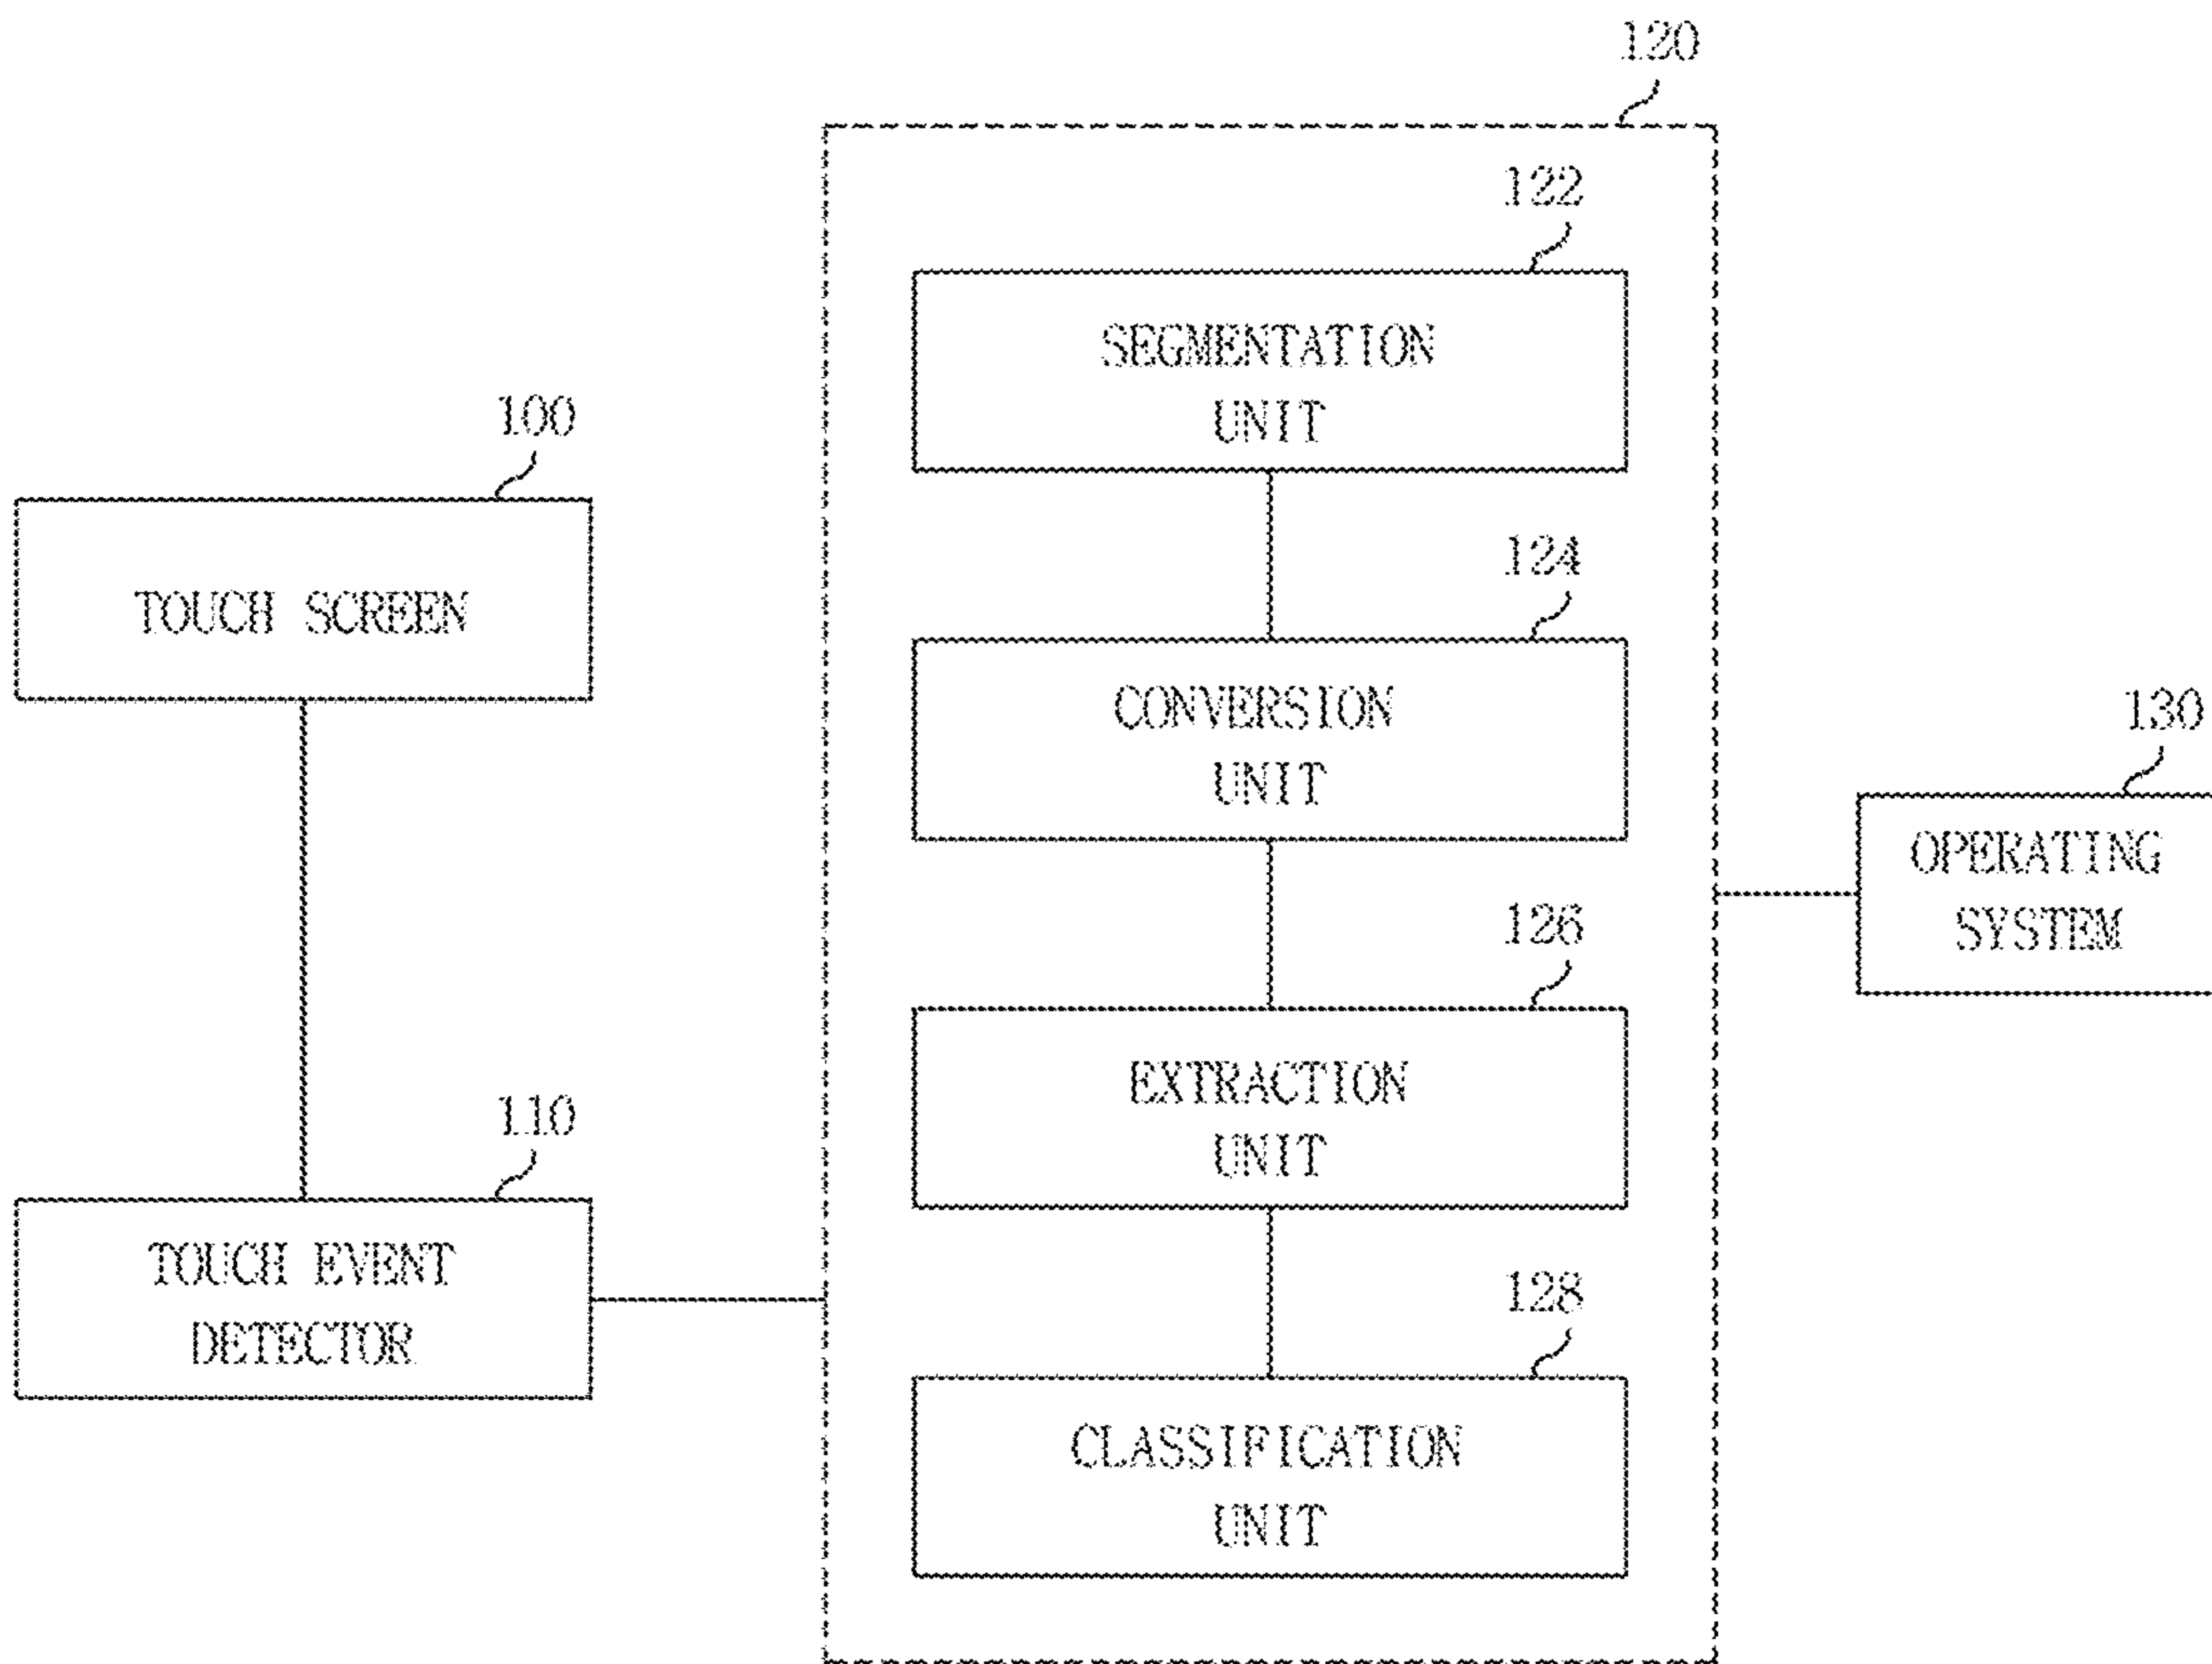 120
122
SEGMENTATION
UNIT
100
TOUCH SCREEN
124
CONVERSION
UNIT
130
OPERATING
SYSTEM
126
EXTRACTION
UNIT
110
TOUCH EVENT
DETECTOR
128
CLASSIFICATION
UNIT